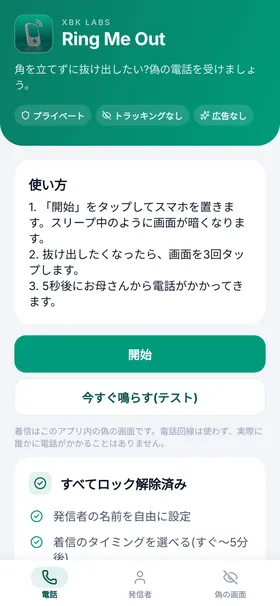 XBK LABS
Ring Me Out
角を立てずに抜け出したい?偽の電話を受けましょ
う。
プライベート トラッキングなし 広告なし
使い方
1. 「開始」をタップしてスマホを置きま
す。スリープ中のように画面が暗くなりま
す。
2. 抜け出したくなったら、画面を3回タッ
プします。
3. 5秒後にお母さんから電話がかかってき
ます。
開始
今すぐ鳴らす(テスト)
着信はこのアプリ内の偽の画面です。電話回線は使わず、実際に
誰かに電話がかかることはありません。
すべてロック解除済み
発信者の名前を自由に設定
着信のタイミングを選べる(すぐ〜5分
後)
電話 発信者 偽の画面